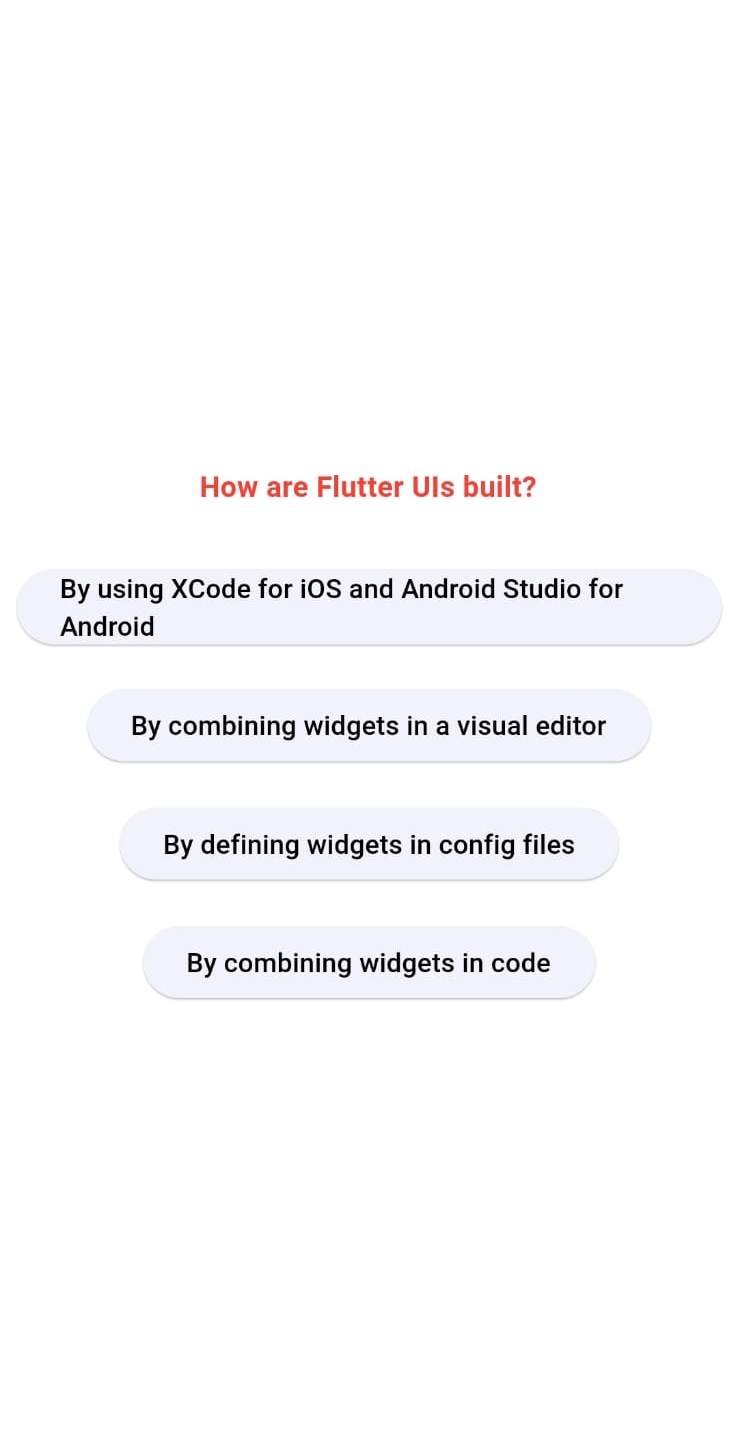 How are Flutter UIs built?
By using XCode for iOS and Android Studio for
Android
By combining widgets in a visual editor
By defining widgets in config files
By combining widgets in code